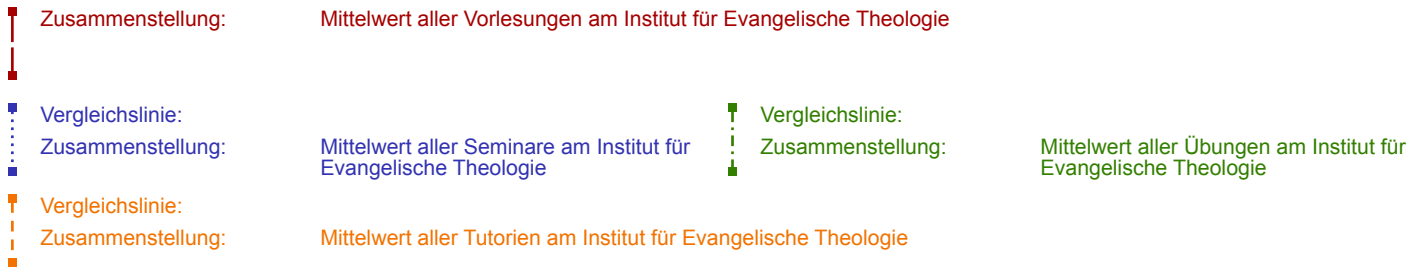 Zusammenstellung: Mittelwert aller Vorlesungen am Institut für Evangelische Theologie
Vergleichslinie:
Zusammenstellung: Mittelwert aller Seminare am Institut für
Evangelische Theologie
Vergleichslinie:
Zusammenstellung: Mittelwert aller Übungen am Institut für
Evangelische Theologie
Vergleichslinie:
Zusammenstellung: Mittelwert aller Tutorien am Institut für Evangelische Theologie